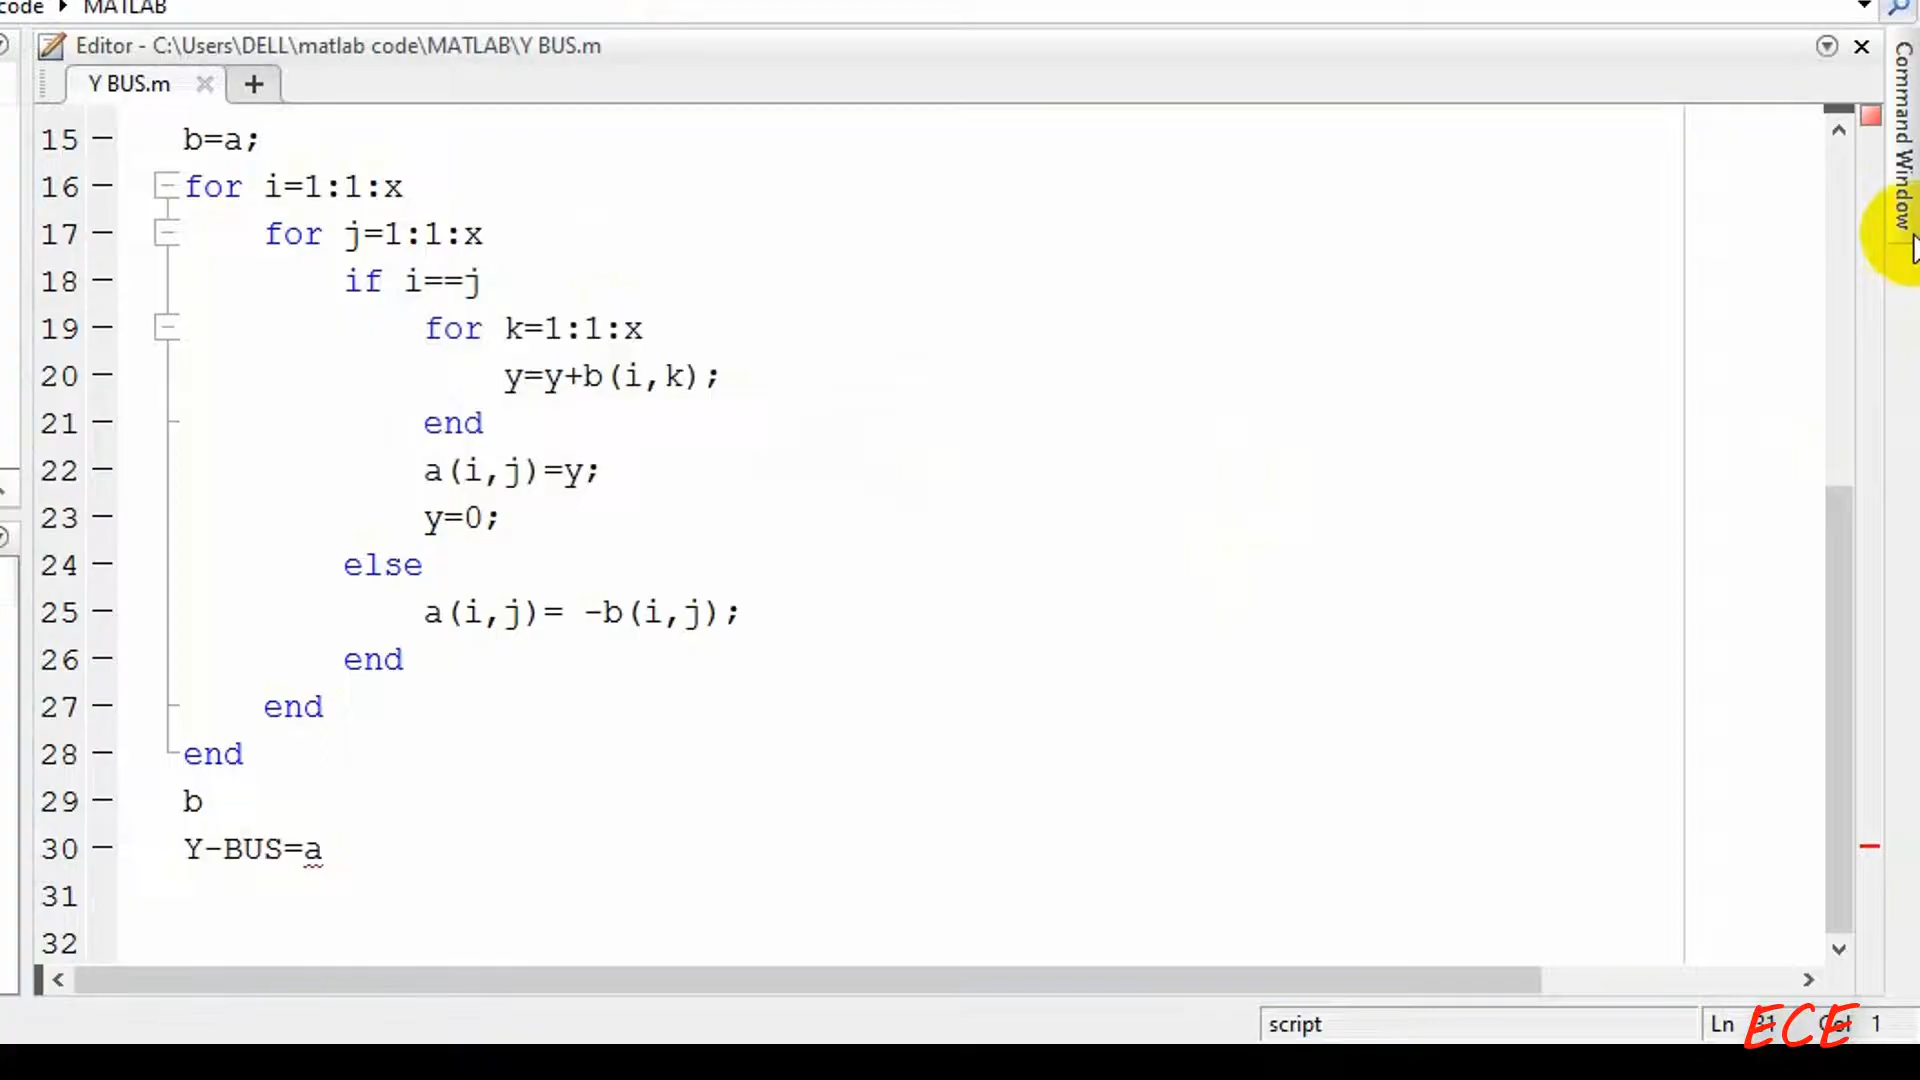 code ▸ MATLAB
Editor - C:\Users\DELL\matlab code\MATLAB\Y BUS.m
Y BUS.m
Command Window
15 b=a;
16 for i=1:1:x
17 for j=1:1:x
18 if i==j
19 for k=1:1:x
20 y=y+b(i,k);
21 end
22 a(i,j)=y;
23 y=0;
24 else
25 a(i,j)= -b(i,j);
26 end
27 end
28 end
29 b
30 Y-BUS=a
31
32
script
Ln 31 Col 1
ECE